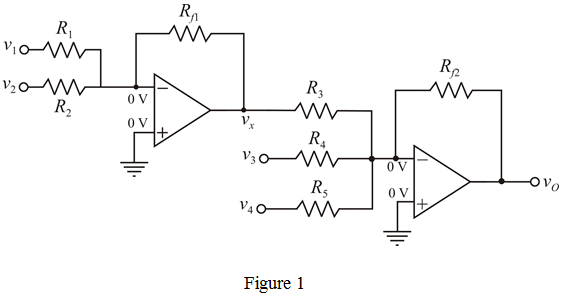 R_{f1}
R_1
v_1
v_2
R_2
0 V
0 V
v_x
R_3
R_{f2}
R_4
v_3
0 V
R_5
0 V
v_4
v_O
Figure 1